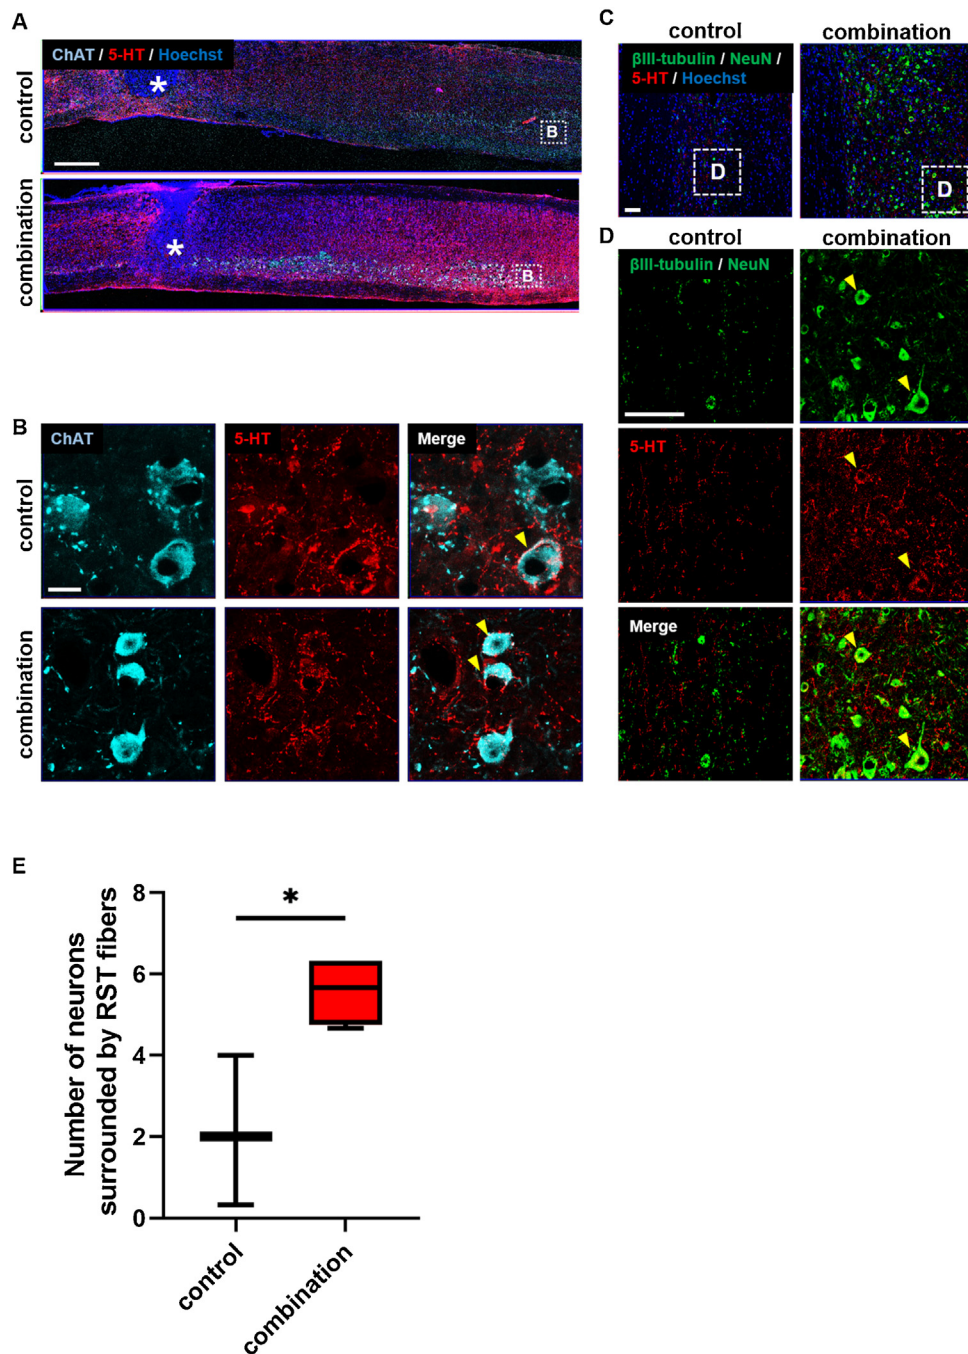 A
ChAT / 5-HT / Hoechst
control
*
B
combination
*
B
C
control
combination
βIII-tubulin / NeuN /
5-HT / Hoechst
D
D
D
control
combination
βIII-tubulin / NeuN
5-HT
Merge
B
ChAT
5-HT
Merge
control
combination
E
Number of neurons
surrounded by RST fibers
8
6
4
2
0
*
control
combination